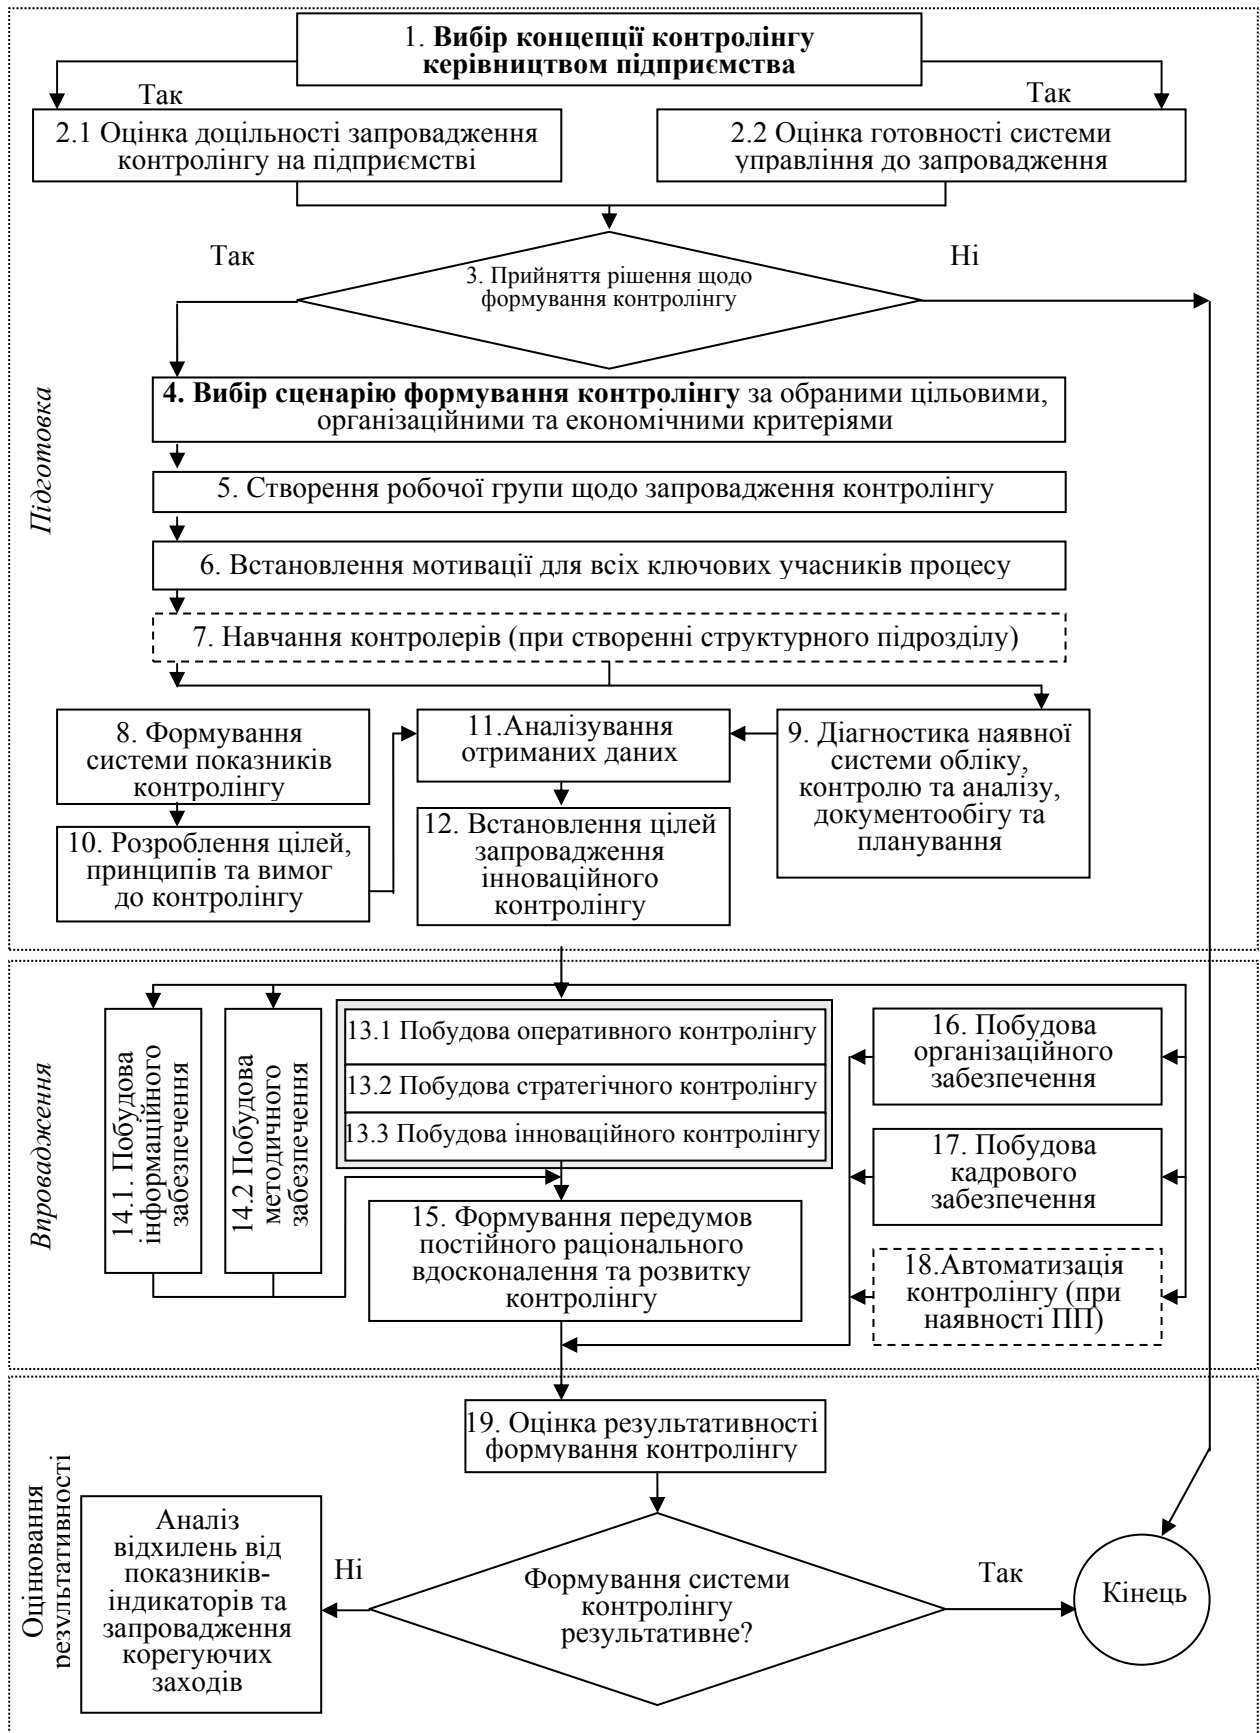 1. Вибір концепції контролінгу
керівництвом підприємства
Так
Так
2.1 Оцінка доцільності запровадження
контролінгу на підприємстві
2.2 Оцінка готовності системи
управління до запровадження
Так
Ні
3. Прийняття рішення щодо
формування контролінгу
Підготовка
4. Вибір сценарію формування контролінгу за обраними цільовими,
організаційними та економічними критеріями
5. Створення робочої групи щодо запровадження контролінгу
6. Встановлення мотивації для всіх ключових учасників процесу
7. Навчання контролерів (при створенні структурного підрозділу)
8. Формування
системи показників
контролінгу
11.Аналізування
отриманих даних
9. Діагностика наявної
системи обліку,
контролю та аналізу,
документообігу та
планування
10. Розроблення цілей,
принципів та вимог
до контролінгу
12. Встановлення цілей
запровадження
інноваційного
контролінгу
Впровадження
14.1. Побудова
інформаційного
забезпечення
14.2 Побудова
методичного
забезпечення
13.1 Побудова оперативного контролінгу
13.2 Побудова стратегічного контролінгу
13.3 Побудова інноваційного контролінгу
16. Побудова
організаційного
забезпечення
17. Побудова
кадрового
забезпечення
15. Формування передумов
постійного раціонального
вдосконалення та розвитку
контролінгу
18.Автоматизація
контролінгу (при
наявності ПП)
Оцінювання
результативності
19. Оцінка результативності
формування контролінгу
Аналіз
відхилень від
показників-
індикаторів та
запровадження
корегуючих
заходів
Ні
Формування системи
контролінгу
результативне?
Так
Кінець